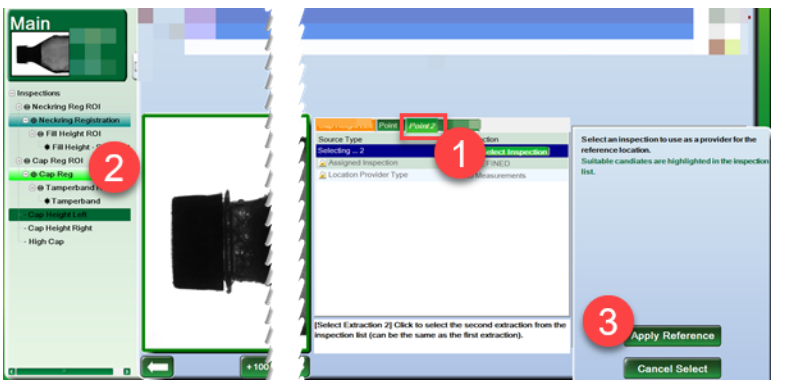 Main
Inspections
Neckring Reg ROI
Neckring Registration
Fill Height ROI
Fill Height -
Cap Reg ROI
Cap Reg
Tamperband
Tamperband
Cap Height Left
Cap Height Right
High Cap
2
+100
Point
Point 2
1
Source Type
Selecting ... 2
Select Inspection
Assigned Inspection
Location Provider Type
Measurements
[Select Extraction 2] Click to select the second extraction from the
inspection list (can be the same as the first extraction).
Select an inspection to use as a provider for the
reference location.
Suitable candiates are highlighted in the inspection
list.
3
Apply Reference
Cancel Select